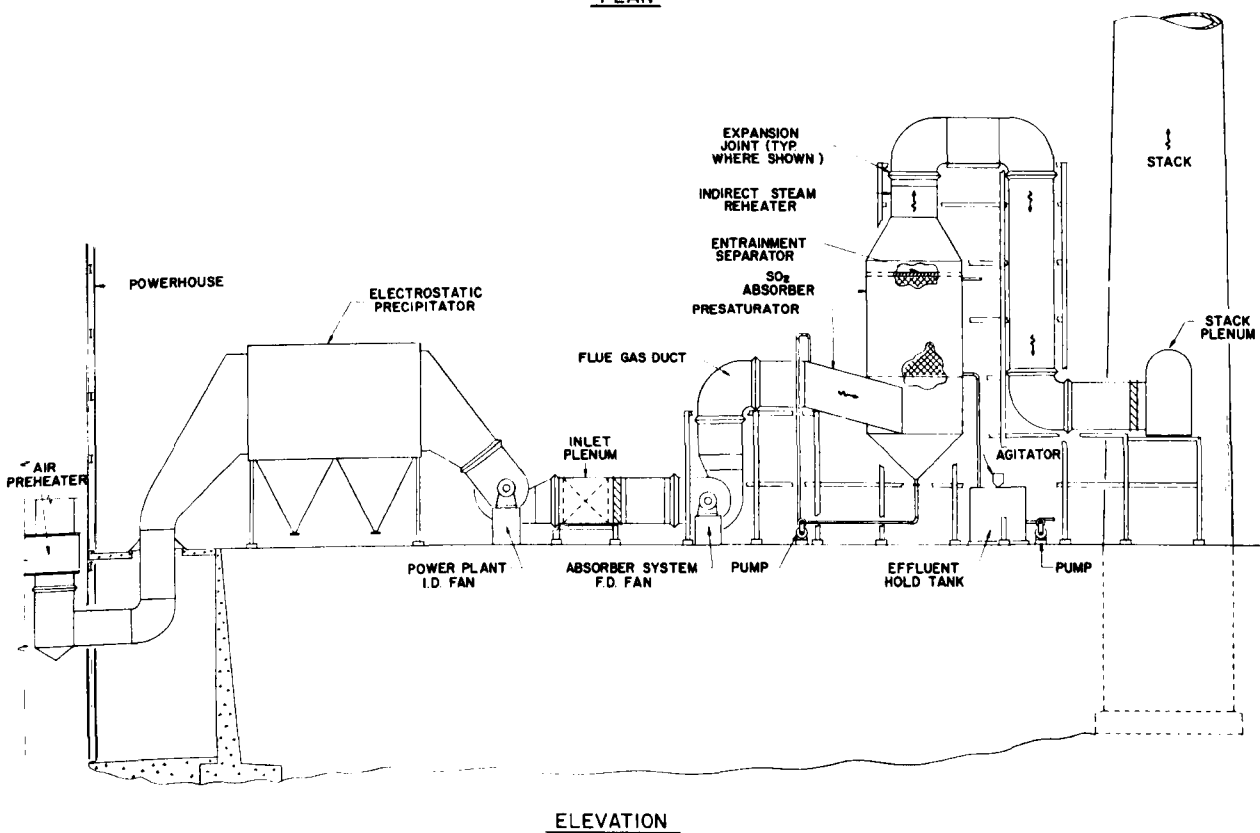 PLAN
EXPANSION
JOINT (TYP.
WHERE SHOWN)
STACK
INDIRECT STEAM
REHEATER
ENTRAINMENT
SEPARATOR
SO₂
ABSORBER
PRESATURATOR
POWERHOUSE
ELECTROSTATIC
PRECIPITATOR
STACK
PLENUM
FLUE GAS DUCT
INLET
PLENUM
AGITATOR
AIR
PREHEATER
POWER PLANT
I.D. FAN
ABSORBER SYSTEM
F.D. FAN
PUMP
EFFLUENT
HOLD TANK
PUMP
ELEVATION